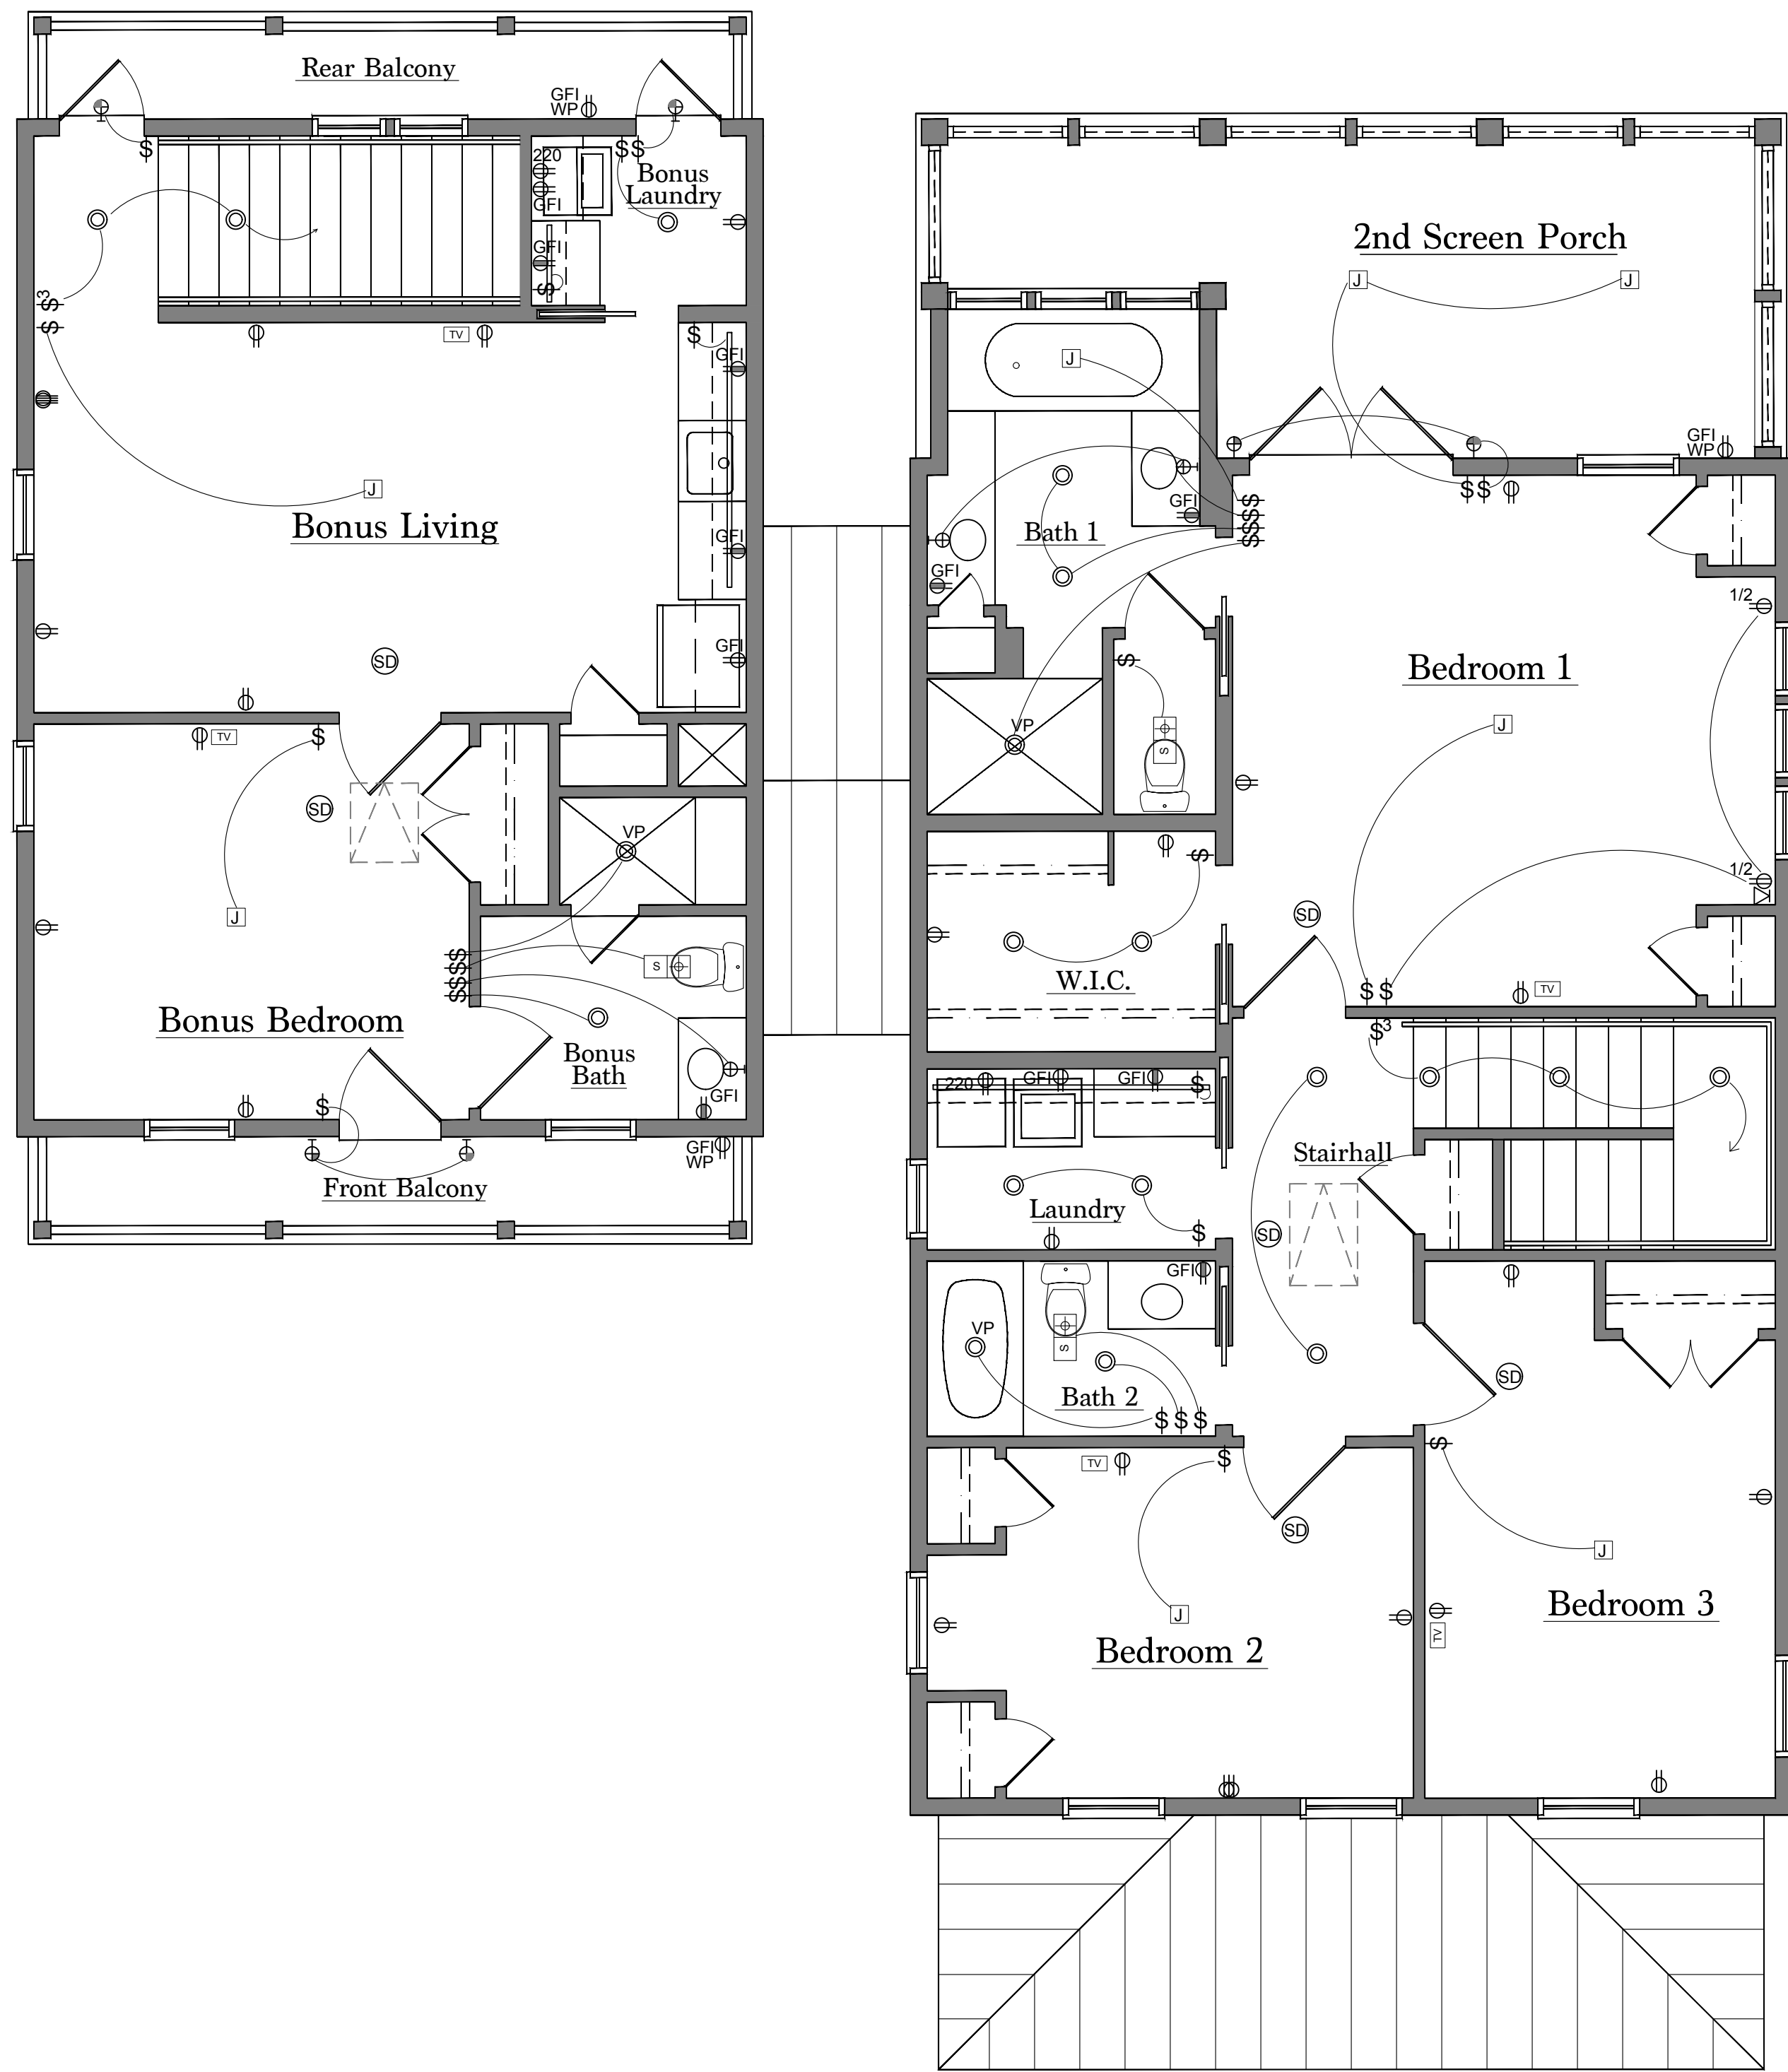 Rear Balcony
GFI
WP
$
$$
220
GFI
Bonus
Laundry
GFI
$
$3
$
TV
$
GFI
J
Bonus Living
GFI
GFI
SD
TV
$
SD
VP
J
$$$$
S
Bonus Bedroom
Bonus
Bath
GFI
$
GFI
WP
Front Balcony
2nd Screen Porch
J
J
J
GFI
WP
$$
GFI
$$$$
Bath 1
GFI
1/2
$
Bedroom 1
VP
S
J
$
1/2
SD
W.I.C.
$$
TV
$3
220
GFI
GFI
$
Stairhall
Laundry
$
SD
GFI
VP
S
Bath 2
$$$
SD
TV
$
$
SD
J
J
Bedroom 3
TV
Bedroom 2